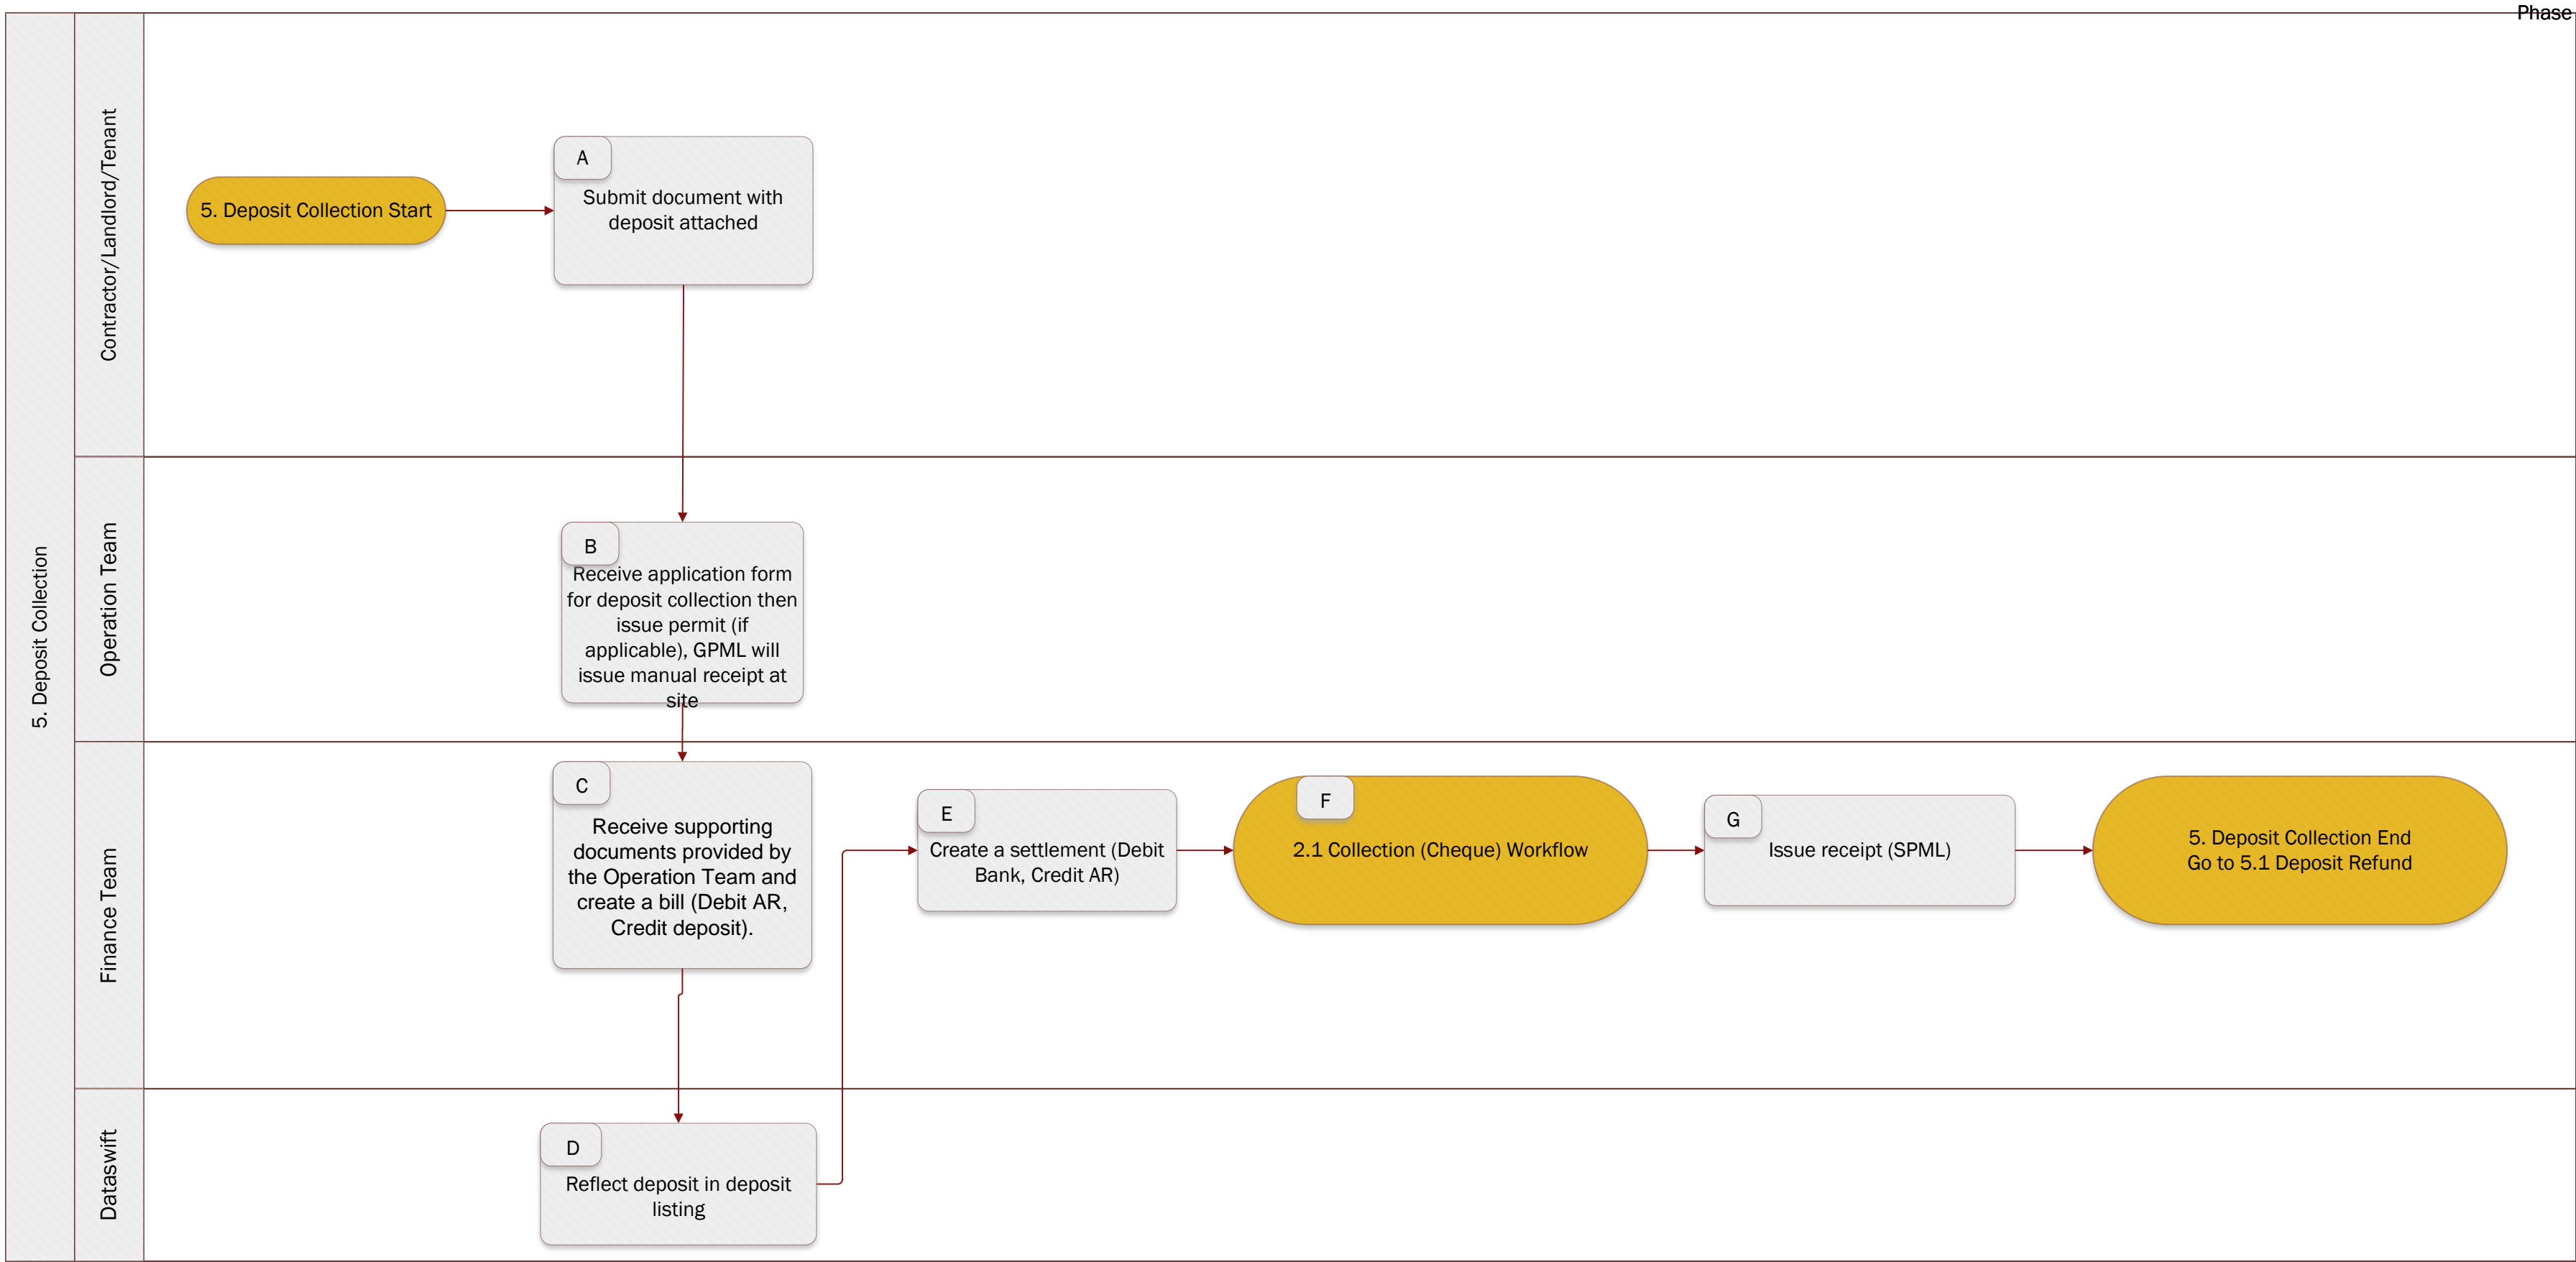 Phase
5. Deposit Collection
Contractor/Landlord/Tenant
5. Deposit Collection Start
A
Submit document with
deposit attached
Operation Team
B
Receive application form
for deposit collection then
issue permit (if
applicable), GPML will
issue manual receipt at
site
Finance Team
C
Receive supporting
documents provided by
the Operation Team and
create a bill (Debit AR,
Credit deposit).
E
Create a settlement (Debit
Bank, Credit AR)
F
2.1 Collection (Cheque) Workflow
G
Issue receipt (SPML)
5. Deposit Collection End
Go to 5.1 Deposit Refund
Dataswift
D
Reflect deposit in deposit
listing